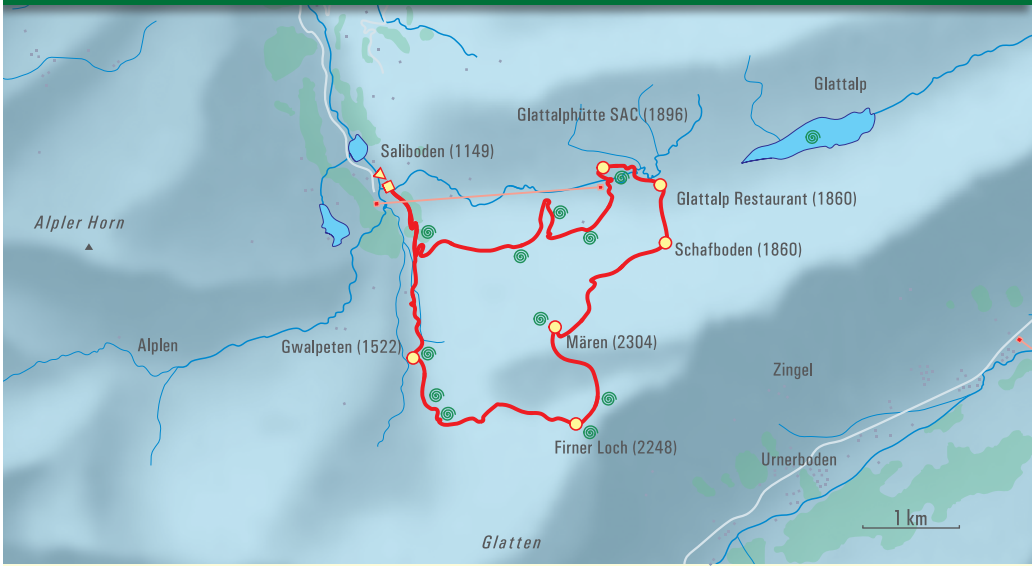 Glattalp
Glattalphütte SAC (1896)
Saliboden (1149)
Glattalp Restaurant (1860)
Alpler Horn
Schafboden (1860)
Alplen
Gwalpeten (1522)
Mären (2304)
Zingel
Firner Loch (2248)
Urnerboden
1 km
Glatten